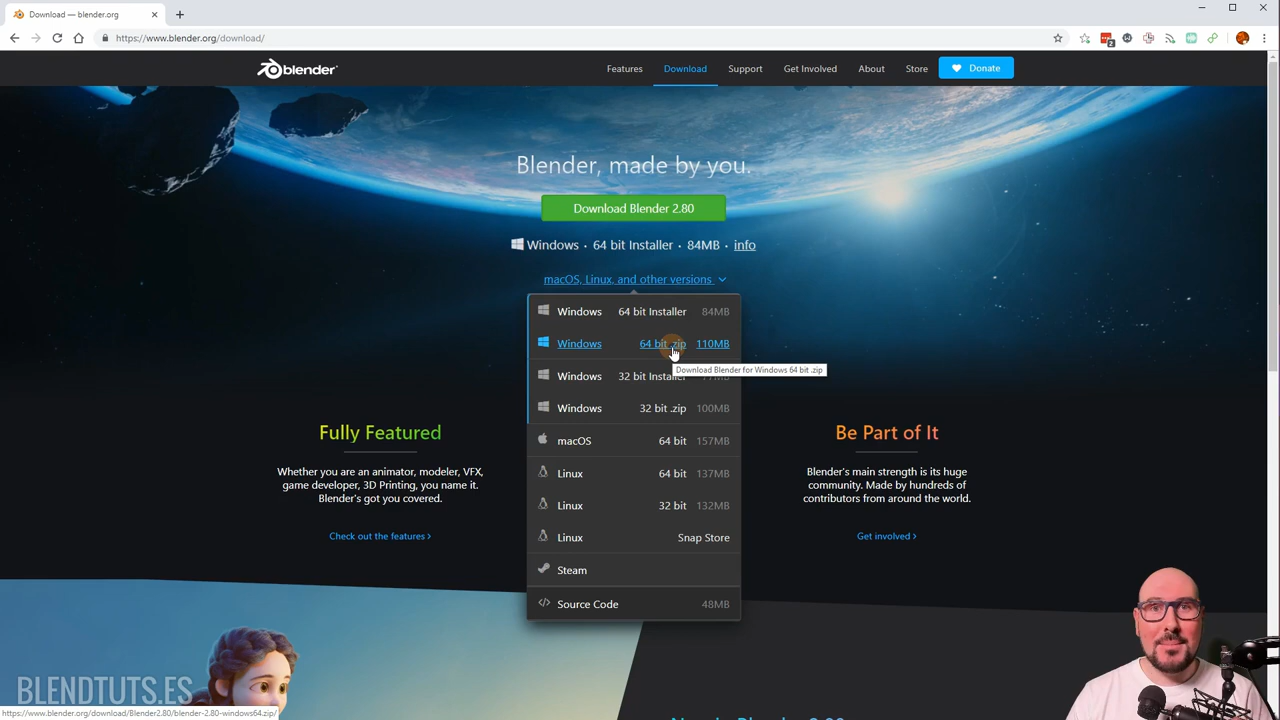 Download — blender.org
https://www.blender.org/download/
2
blender
Features
Download
Support
Get Involved
About
Store
Donate
Blender, made by you.
Download Blender 2.80
Windows · 64 bit Installer · 84MB · info
macOS, Linux, and other versions
Windows 64 bit Installer 84MB
Windows 64 bit .zip 110MB
Download Blender for Windows 64 bit .zip
Windows 32 bit Installer 77MB
Windows 32 bit .zip 100MB
macOS 64 bit 157MB
Linux 64 bit 137MB
Linux 32 bit 132MB
Linux Snap Store
Steam
Source Code 48MB
Fully Featured
Whether you are an animator, modeler, VFX,
game developer, 3D Printing, you name it.
Blender's got you covered.
Check out the features >
Be Part of It
Blender's main strength is its huge
community. Made by hundreds of
contributors from around the world.
Get involved >
BLENDTUTS.ES
https://www.blender.org/download/Blender2.80/blender-2.80-windows64.zip/